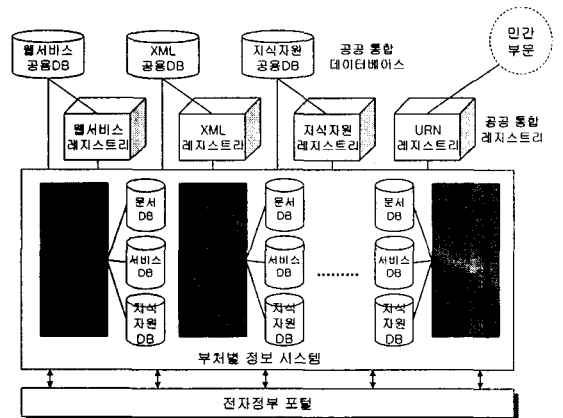 웹서비스
공용DB
XML
공용DB
지식자원
공용DB
공공 통합
데이터베이스
민간
부문
웹서비스
레지스트리
XML
레지스트리
지식자원
레지스트리
URN
레지스트리
공공 통합
레지스트리
문서
DB
서비스
DB
지식
자원
DB
문서
DB
서비스
DB
지식
자원
DB
.........
문서
DB
서비스
DB
지식
자원
DB
부처별 정보 시스템
전자정부 포털